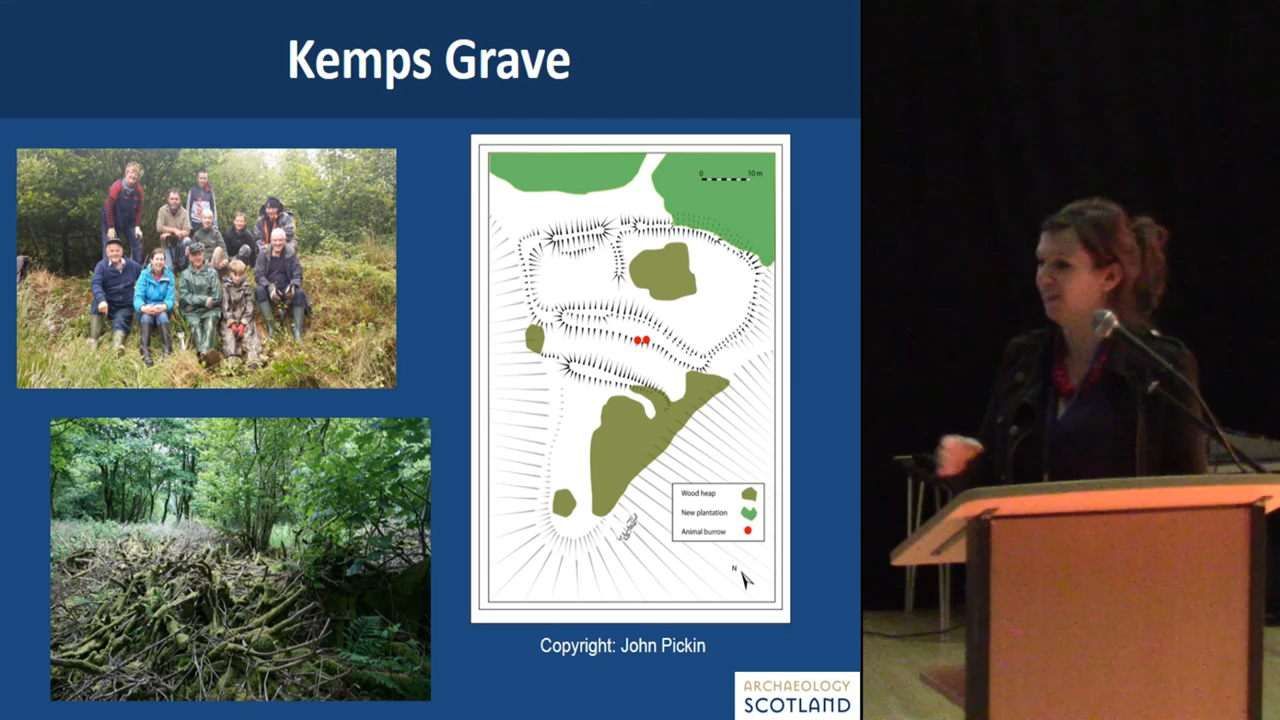 Kemps Grave
0 10 m
Wood heap
New plantation
Animal burrow
N
Copyright: John Pickin
ARCHAEOLOGY
SCOTLAND